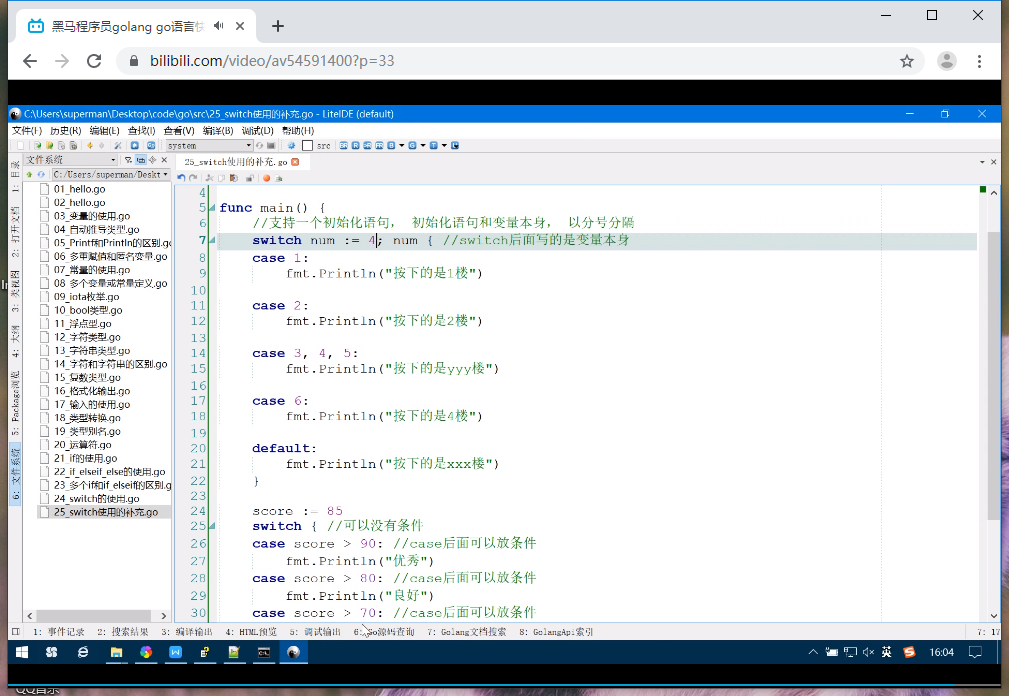 黑马程序员golang go语言快
bilibili.com/video/av54591400?p=33
C:\Users\superman\Desktop\code\go\src\25_switch使用的补充.go - LiteIDE (default)
文件(F) 历史(R) 编辑(E) 查找(I) 查看(V) 编译(B) 调试(D) 帮助(H)
system
src
文件系统
25_switch使用的补充.go
C:/Users/superman/Deskt
01_hello.go
02_hello.go
03_变量的使用.go
04_自动推导类型.go
05_Printf和Println的区别.go
06_多重赋值和匿名变量.go
07_常量的使用.go
08_多个变量或常量定义.go
09_iota枚举.go
10_bool类型.go
11_浮点型.go
12_字符类型.go
13_字符串类型.go
14_字符和字符串的区别.go
15_复数类型.go
16_格式化输出.go
17_输入的使用.go
18_类型转换.go
19_类型别名.go
20_运算符.go
21_if的使用.go
22_if_elseif_else的使用.go
23_多个if和if_elseif的区别.g
24_switch的使用.go
25_switch使用的补充.go
1: 目录
2: 打开文档
3: 类视图
4: 大纲
5: Package浏览
6: 文件系统
4
5 func main() {
6 //支持一个初始化语句, 初始化语句和变量本身, 以分号分隔
7 switch num := 4; num { //switch后面写的是变量本身
8 case 1:
9 fmt.Println("按下的是1楼")
10
11 case 2:
12 fmt.Println("按下的是2楼")
13
14 case 3, 4, 5:
15 fmt.Println("按下的是yyy楼")
16
17 case 6:
18 fmt.Println("按下的是4楼")
19
20 default:
21 fmt.Println("按下的是xxx楼")
22 }
23
24 score := 85
25 switch { //可以没有条件
26 case score > 90: //case后面可以放条件
27 fmt.Println("优秀")
28 case score > 80: //case后面可以放条件
29 fmt.Println("良好")
30 case score > 70: //case后面可以放条件
1: 事件记录 2: 搜索结果 3: 编译输出 4: HTML预览 5: 调试输出 6: Go源码查询 7: Golang文档搜索 8: GolangApi索引
7: 17
英
16:04
QQ音乐